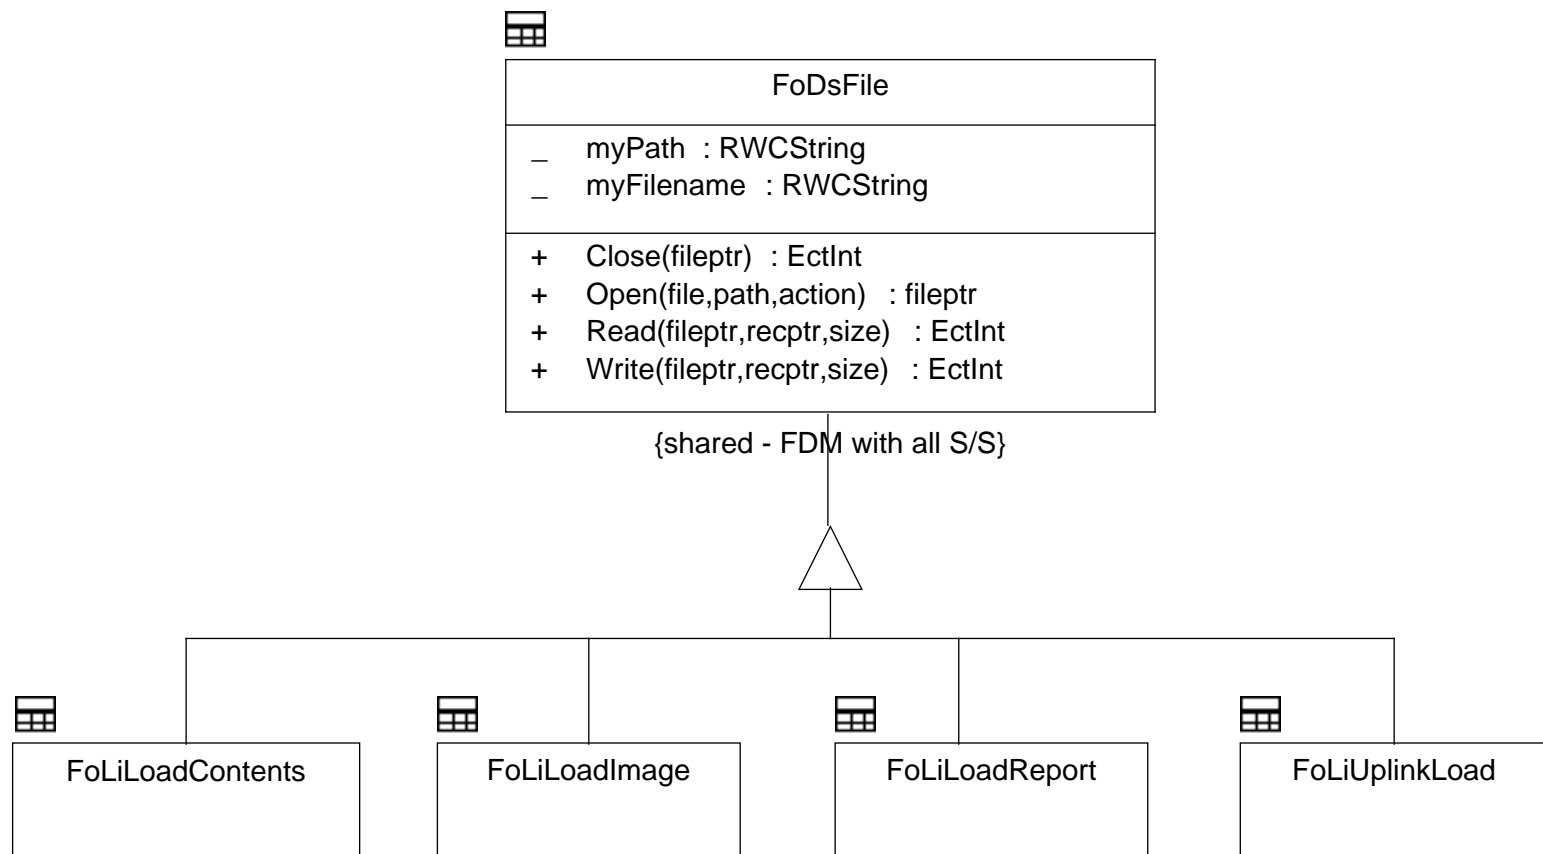 FoDsFile
_ myPath : RWCString
_ myFilename : RWCString
+ Close(fileptr) : EctInt
+ Open(file,path,action) : fileptr
+ Read(fileptr,recptr,size) : EctInt
+ Write(fileptr,recptr,size) : EctInt
{shared - FDM with all S/S}
FoLiLoadContents
FoLiLoadImage
FoLiLoadReport
FoLiUplinkLoad